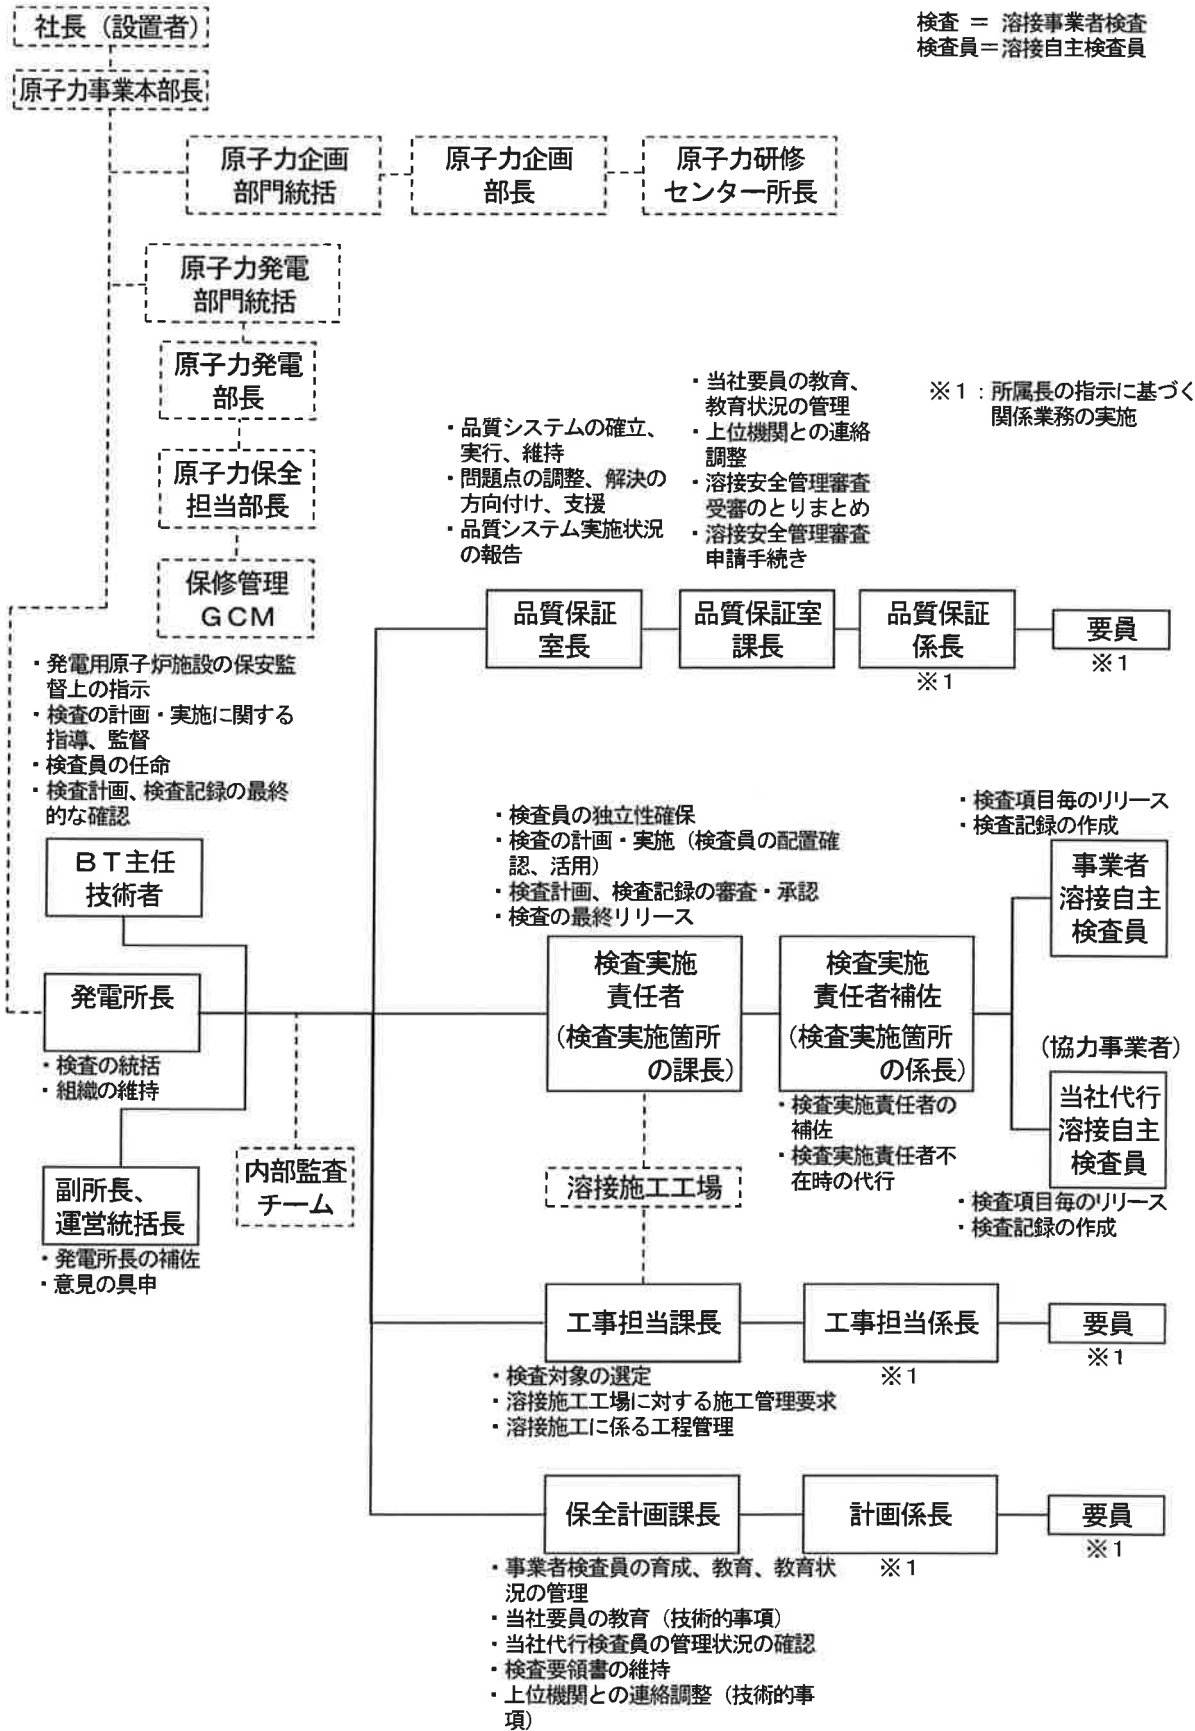 社長（設置者）
検査 ＝ 溶接事業者検査
検査員＝溶接自主検査員
原子力事業本部長
原子力企画
部門統括
原子力企画
部長
原子力研修
センター所長
原子力発電
部門統括
原子力発電
部長
原子力保全
担当部長
保修管理
ＧＣＭ
・品質システムの確立、
実行、維持
・問題点の調整、解決の
方向付け、支援
・品質システム実施状況
の報告
・当社要員の教育、
教育状況の管理
・上位機関との連絡
調整
・溶接安全管理審査
受審のとりまとめ
・溶接安全管理審査
申請手続き
※１：所属長の指示に基づく
関係業務の実施
品質保証
室長
品質保証室
課長
品質保証
係長
※１
要員
※１
・発電用原子炉施設の保安監
督上の指示
・検査の計画・実施に関する
指導、監督
・検査員の任命
・検査計画、検査記録の最終
的な確認
ＢＴ主任
技術者
発電所長
・検査の統括
・組織の維持
副所長、
運営統括長
・発電所長の補佐
・意見の具申
内部監査
チーム
・検査員の独立性確保
・検査の計画・実施（検査員の配置確
認、活用）
・検査計画、検査記録の審査・承認
・検査の最終リリース
検査実施
責任者
（検査実施箇所
の課長）
検査実施
責任者補佐
（検査実施箇所
の係長）
・検査実施責任者の
補佐
・検査実施責任者不
在時の代行
・検査項目毎のリリース
・検査記録の作成
事業者
溶接自主
検査員
（協力事業者）
当社代行
溶接自主
検査員
・検査項目毎のリリース
・検査記録の作成
溶接施工工場
工事担当課長
・検査対象の選定
・溶接施工工場に対する施工管理要求
・溶接施工に係る工程管理
工事担当係長
※１
要員
※１
保全計画課長
・事業者検査員の育成、教育、教育状
況の管理
・当社要員の教育（技術的事項）
・当社代行検査員の管理状況の確認
・検査要領書の維持
・上位機関との連絡調整（技術的事
項）
計画係長
※１
要員
※１